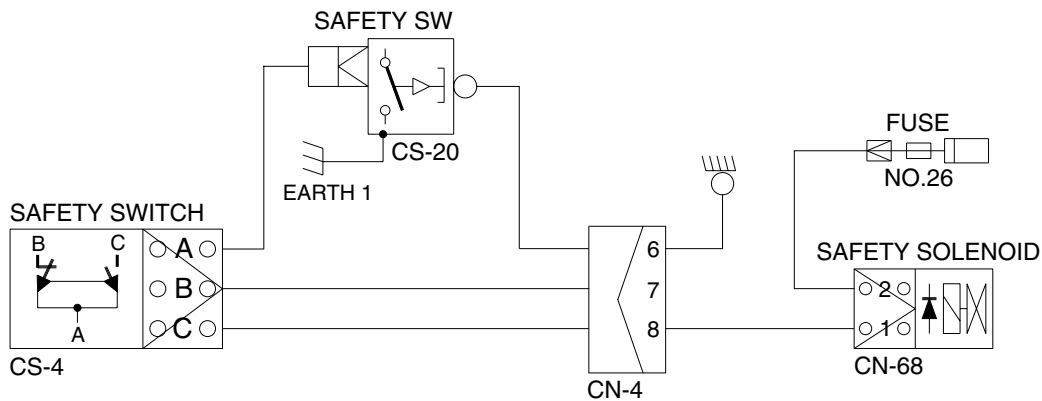 SAFETY SW
CS-20
EARTH 1
FUSE
NO.26
SAFETY SWITCH
B C
A
A
B
C
CS-4
6
7
8
CN-4
SAFETY SOLENOID
2
1
CN-68